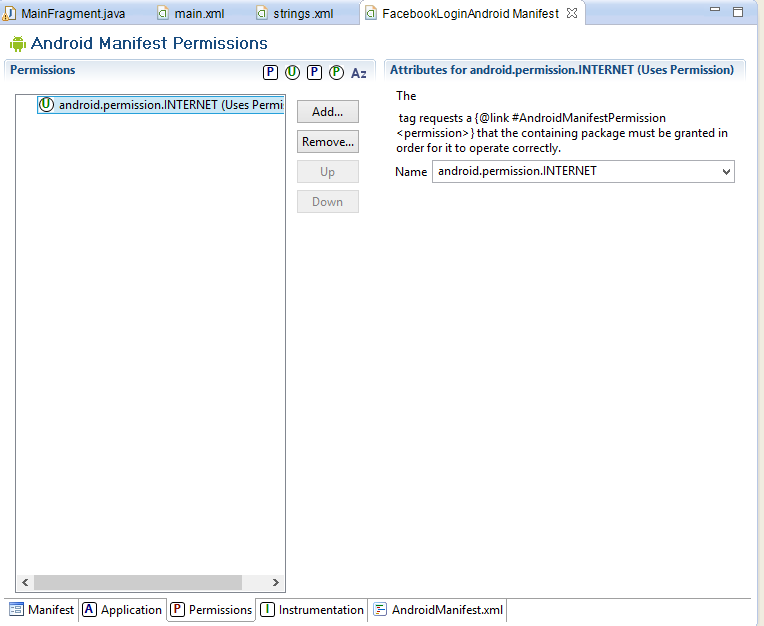 MainFragment.java main.xml strings.xml FacebookLoginAndroid Manifest
Android Manifest Permissions
Permissions P U P P Az
U android.permission.INTERNET (Uses Permi
Add...
Remove...
Up
Down
Attributes for android.permission.INTERNET (Uses Permission)
The
tag requests a {@link #AndroidManifestPermission
<permission>} that the containing package must be granted in
order for it to operate correctly.
Name android.permission.INTERNET
Manifest A Application P Permissions I Instrumentation AndroidManifest.xml